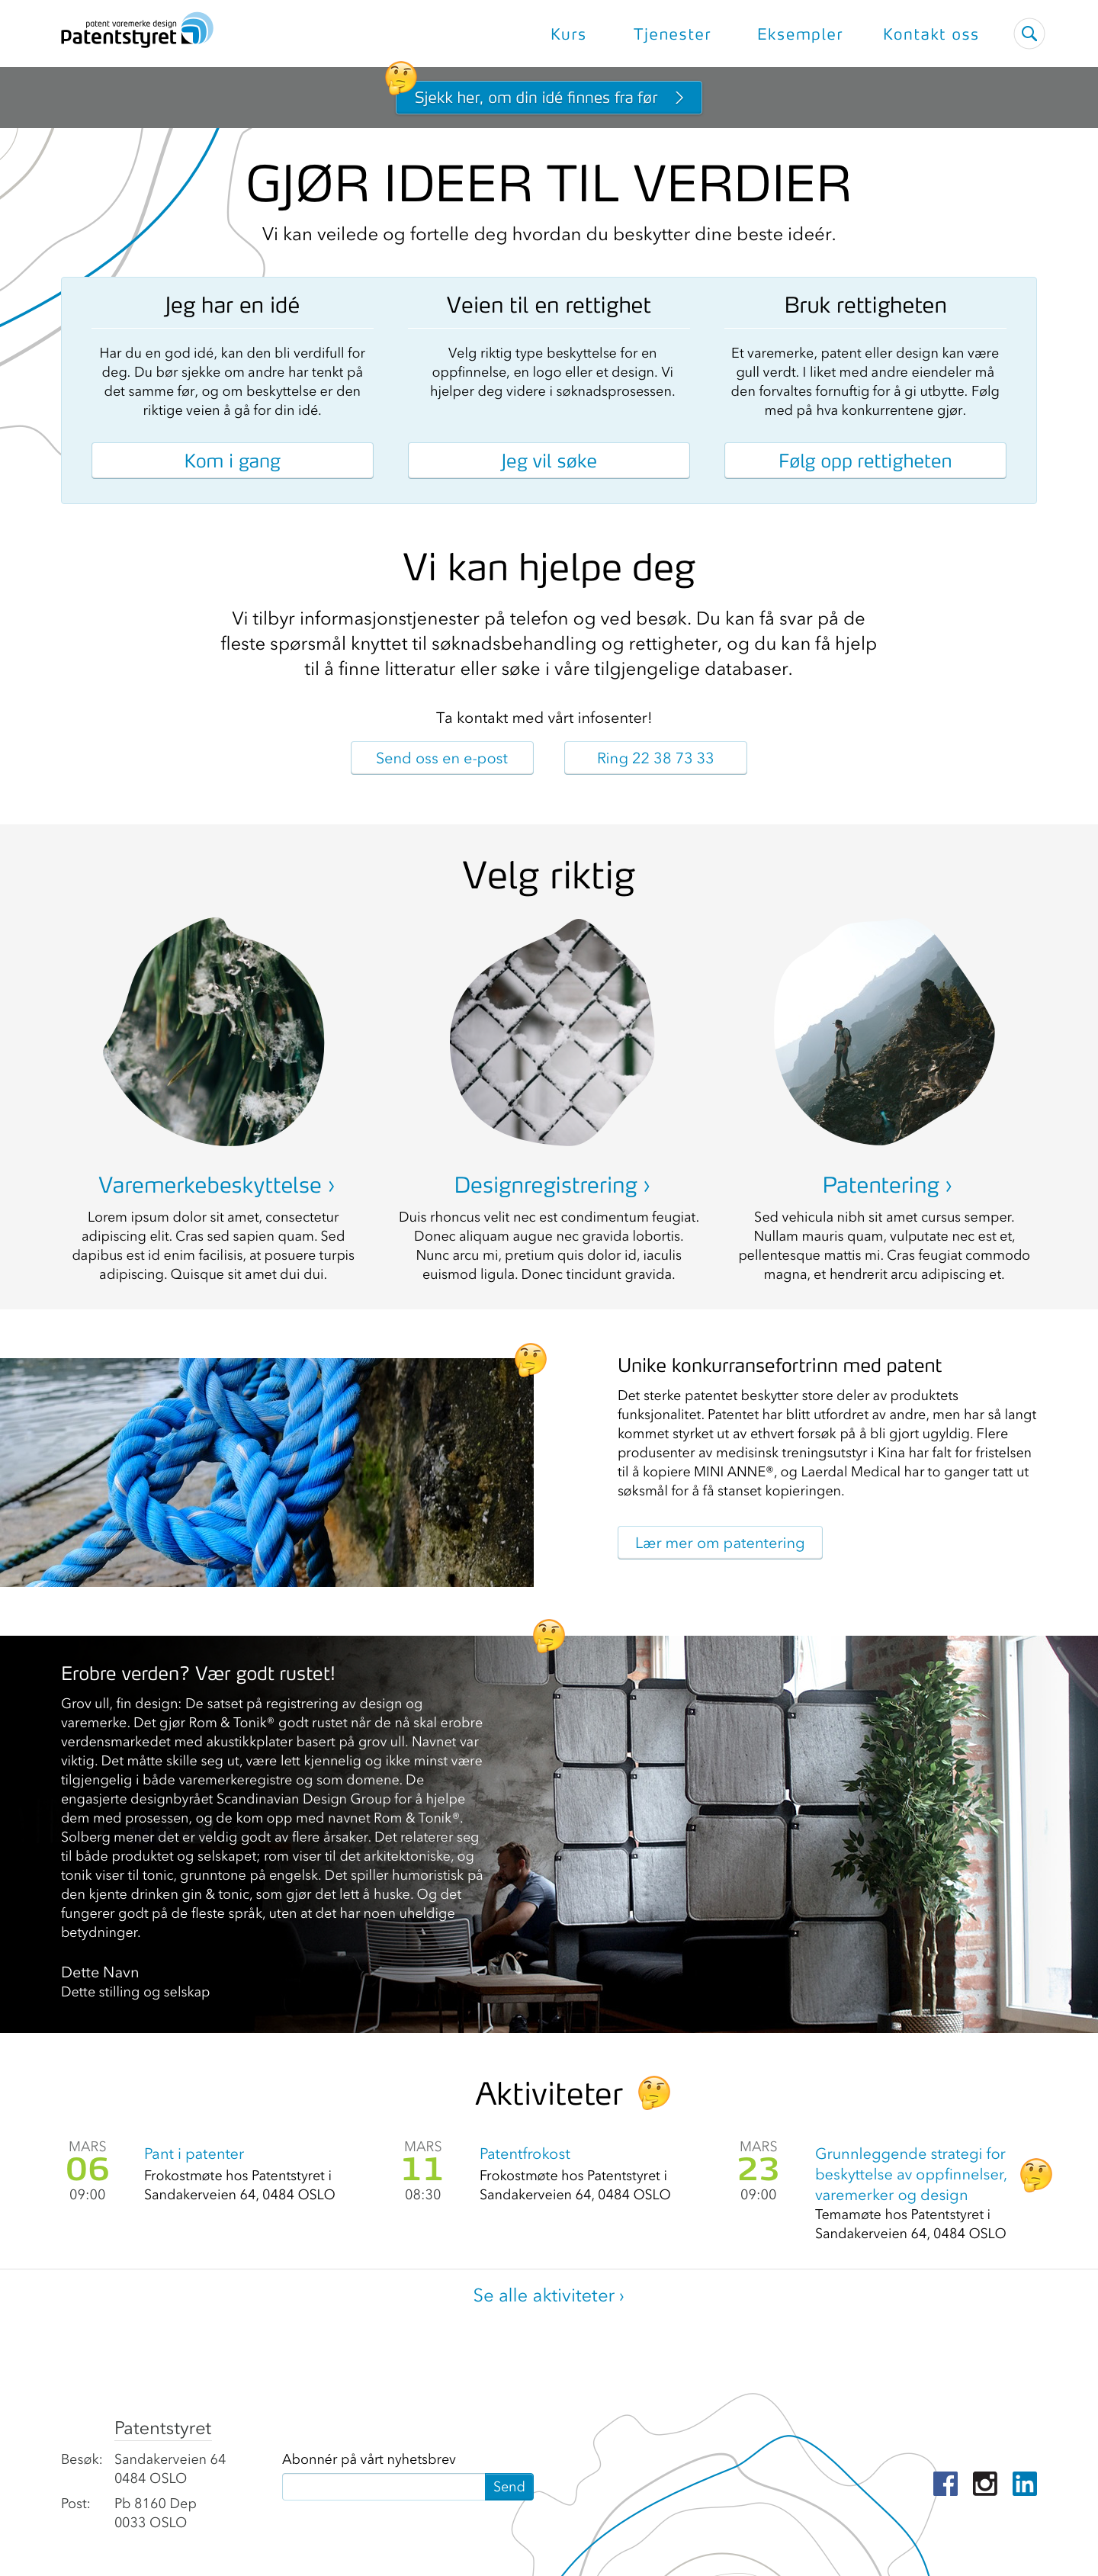 patent varemerke design
Patentstyret
Kurs
Tjenester
Eksempler
Kontakt oss
Sjekk her, om din idé finnes fra før
GJØR IDEER TIL VERDIER
Vi kan veilede og fortelle deg hvordan du beskytter dine beste ideér.
Jeg har en idé
Har du en god idé, kan den bli verdifull for
deg. Du bør sjekke om andre har tenkt på
det samme før, og om beskyttelse er den
riktige veien å gå for din idé.
Kom i gang
Veien til en rettighet
Velg riktig type beskyttelse for en
oppfinnelse, en logo eller et design. Vi
hjelper deg videre i søknadsprosessen.
Jeg vil søke
Bruk rettigheten
Et varemerke, patent eller design kan være
gull verdt. I liket med andre eiendeler må
den forvaltes fornuftig for å gi utbytte. Følg
med på hva konkurrentene gjør.
Følg opp rettigheten
Vi kan hjelpe deg
Vi tilbyr informasjonstjenester på telefon og ved besøk. Du kan få svar på de
fleste spørsmål knyttet til søknadsbehandling og rettigheter, og du kan få hjelp
til å finne litteratur eller søke i våre tilgjengelige databaser.
Ta kontakt med vårt infosenter!
Send oss en e-post
Ring 22 38 73 33
Velg riktig
Varemerkebeskyttelse ›
Lorem ipsum dolor sit amet, consectetur
adipiscing elit. Cras sed sapien quam. Sed
dapibus est id enim facilisis, at posuere turpis
adipiscing. Quisque sit amet dui dui.
Designregistrering ›
Duis rhoncus velit nec est condimentum feugiat.
Donec aliquam augue nec gravida lobortis.
Nunc arcu mi, pretium quis dolor id, iaculis
euismod ligula. Donec tincidunt gravida.
Patentering ›
Sed vehicula nibh sit amet cursus semper.
Nullam mauris quam, vulputate nec est et,
pellentesque mattis mi. Cras feugiat commodo
magna, et hendrerit arcu adipiscing et.
Unike konkurransefortrinn med patent
Det sterke patentet beskytter store deler av produktets
funksjonalitet. Patentet har blitt utfordret av andre, men har så langt
kommet styrket ut av ethvert forsøk på å bli gjort ugyldig. Flere
produsenter av medisinsk treningsutstyr i Kina har falt for fristelsen
til å kopiere MINI ANNE®, og Laerdal Medical har to ganger tatt ut
søksmål for å få stanset kopieringen.
Lær mer om patentering
Erobre verden? Vær godt rustet!
Grov ull, fin design: De satset på registrering av design og
varemerke. Det gjør Rom & Tonik® godt rustet når de nå skal erobre
verdensmarkedet med akustikkplater basert på grov ull. Navnet var
viktig. Det måtte skille seg ut, være lett kjennelig og ikke minst være
tilgjengelig i både varemerkeregistre og som domene. De
engasjerte designbyrået Scandinavian Design Group for å hjelpe
dem med prosessen, og de kom opp med navnet Rom & Tonik®.
Solberg mener det er veldig godt av flere årsaker. Det relaterer seg
til både produktet og selskapet; rom viser til det arkitektoniske, og
tonik viser til tonic, grunntone på engelsk. Det spiller humoristisk på
den kjente drinken gin & tonic, som gjør det lett å huske. Og det
fungerer godt på de fleste språk, uten at det har noen uheldige
betydninger.
Dette Navn
Dette stilling og selskap
Aktiviteter
MARS
06
09:00
Pant i patenter
Frokostmøte hos Patentstyret i
Sandakerveien 64, 0484 OSLO
MARS
11
08:30
Patentfrokost
Frokostmøte hos Patentstyret i
Sandakerveien 64, 0484 OSLO
MARS
23
09:00
Grunnleggende strategi for
beskyttelse av oppfinnelser,
varemerker og design
Temamøte hos Patentstyret i
Sandakerveien 64, 0484 OSLO
Se alle aktiviteter ›
Patentstyret
Besøk: Sandakerveien 64
0484 OSLO
Post: Pb 8160 Dep
0033 OSLO
Abonnér på vårt nyhetsbrev
Send